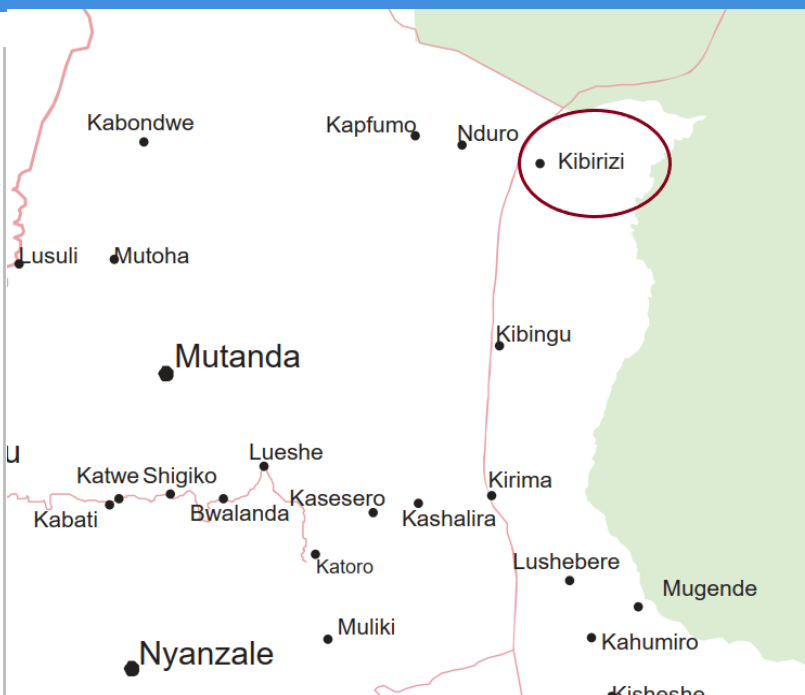 Kabondwe
Kapfumo
Nduro
Kibirizi
Lusuli
Mutoha
Kibingu
Mutanda
u
Lueshe
Katwe Shigiko
Kirima
Kasesero
Kabati
Bwalanda
Kashalira
Lushebere
Katoro
Mugende
Muliki
Kahumiro
Nyanzale
Kisheshe